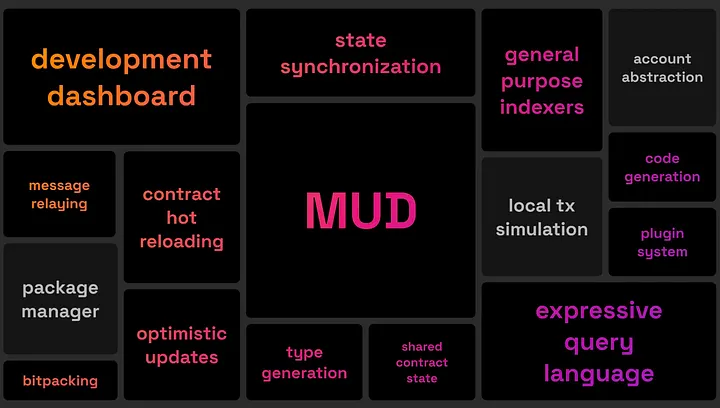 development
dashboard
state
synchronization
general
purpose
indexers
account
abstraction
message
relaying
contract
hot
reloading
MUD
local tx
simulation
code
generation
plugin
system
package
manager
optimistic
updates
bitpacking
type
generation
shared
contract
state
expressive
query
language